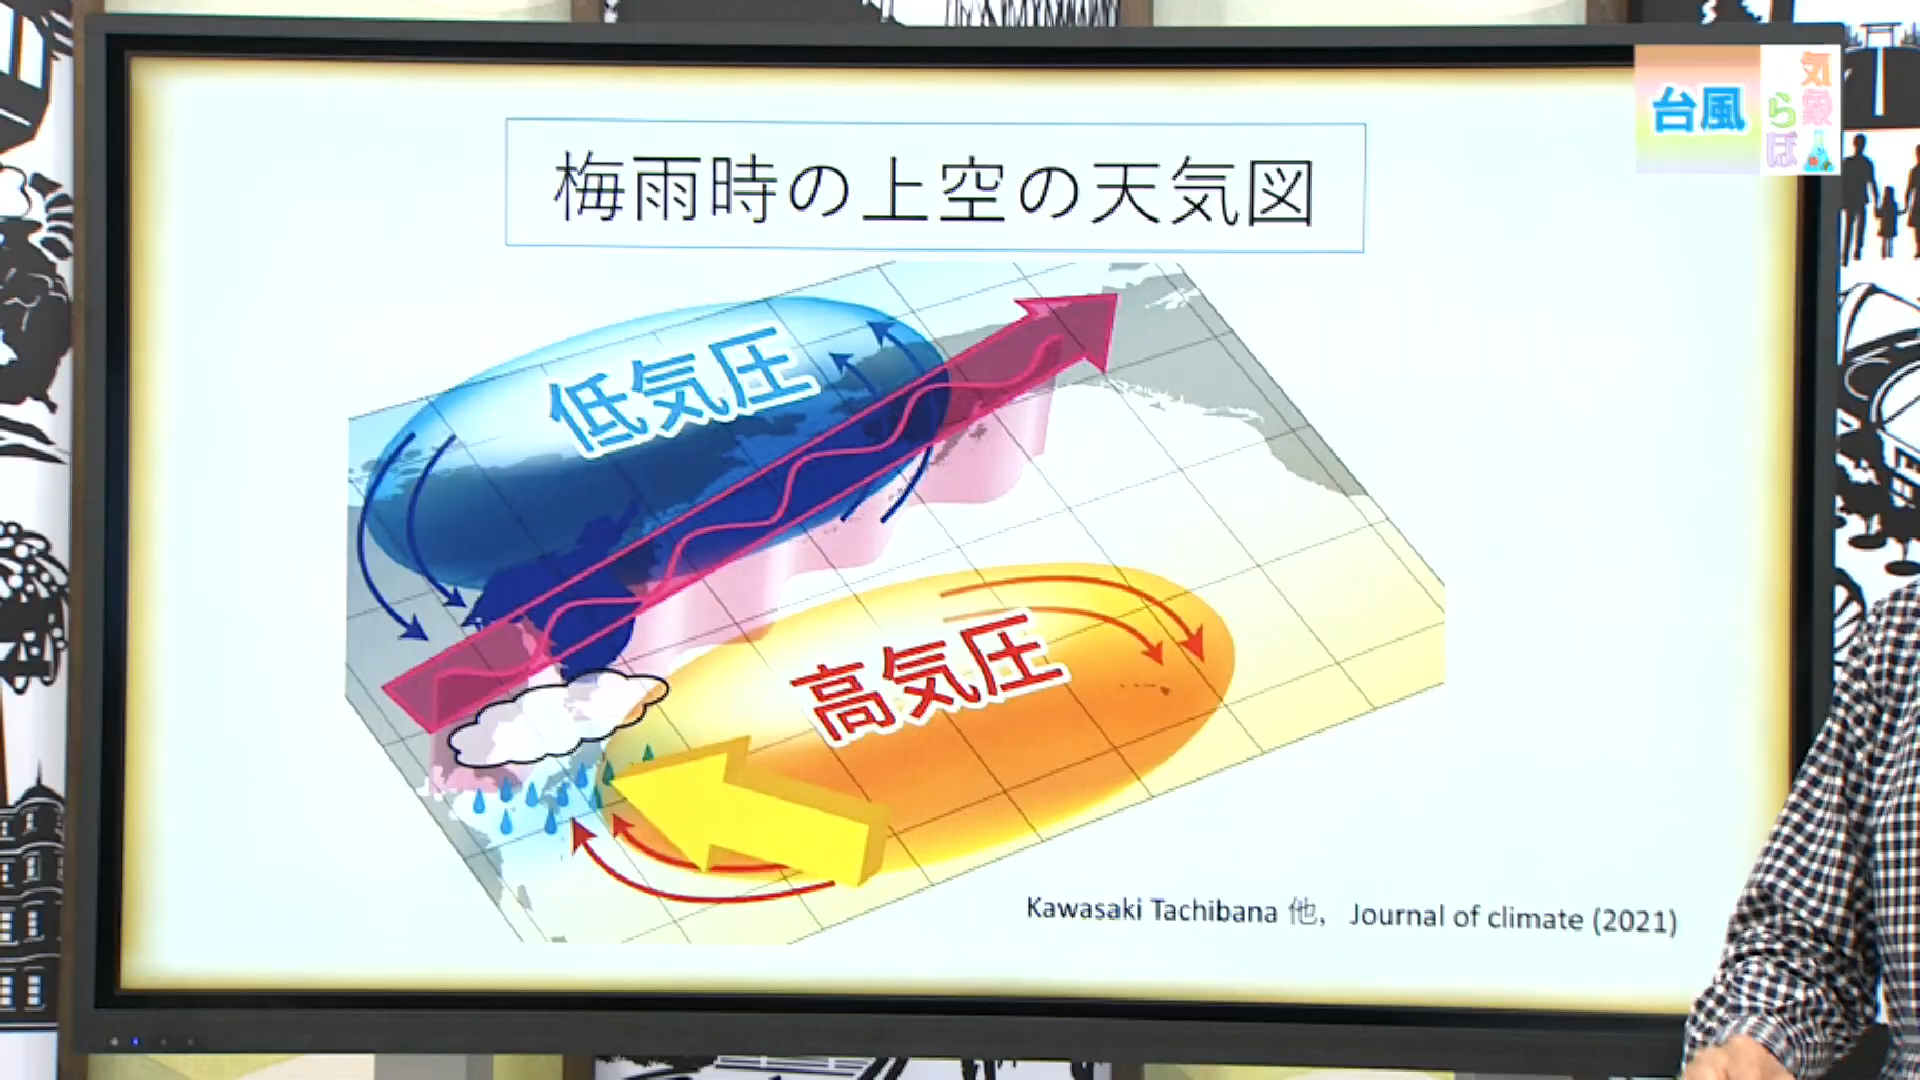 台風
気象
らぼ
梅雨時の上空の天気図
低気圧
高気圧
Kawasaki Tachibana 他, Journal of climate (2021)